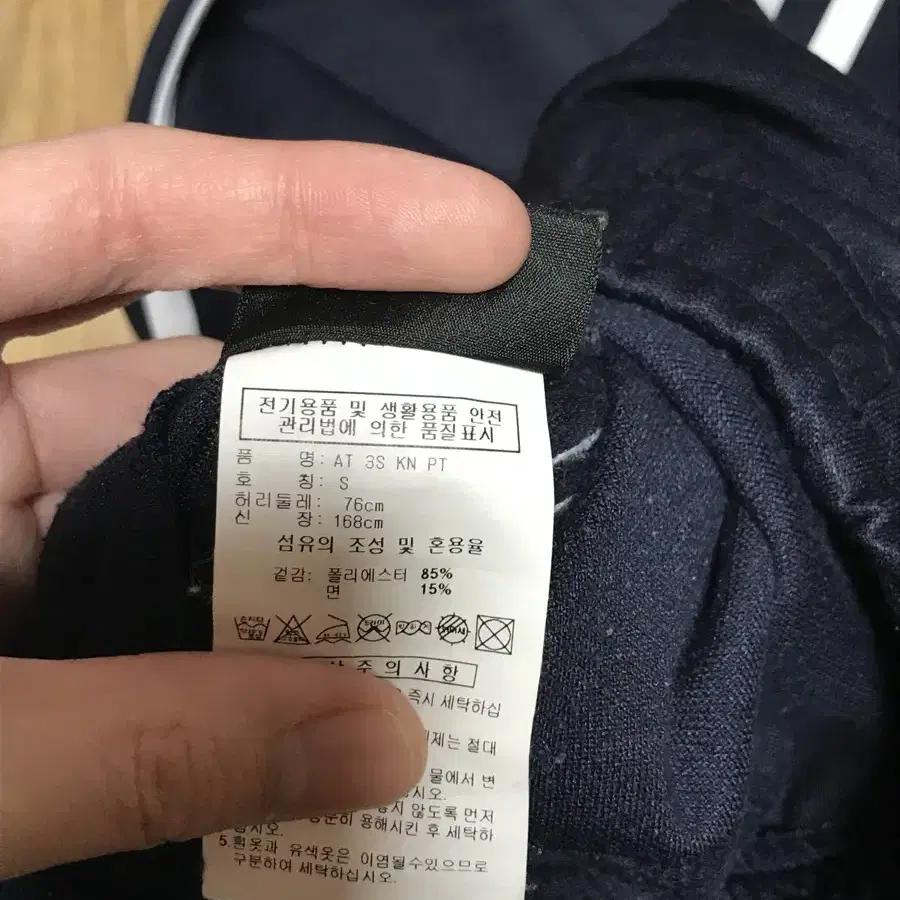 전기용품 및 생활용품 안전
관리법에 의한 품질표시
품 명: AT 3S KN PT
호 칭: S
허리둘레: 76cm
신 장: 168cm
섬유의 조성 및 혼용율
겉감: 폴리에스터 85%
면 15%
주의사항
즉시 세탁하십
절대
물에서 변
시오.
않도록 먼저
용해시킨 후 세탁하
십시오.
5.흰옷과 유색옷은 이염될수있으므로
구분하여 세탁하십시오.